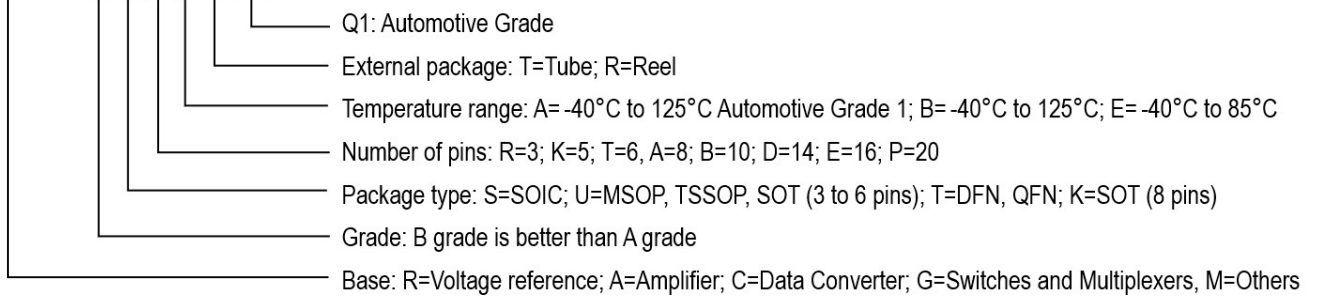 Q1: Automotive Grade
External package: T=Tube; R=Reel
Temperature range: A= -40°C to 125°C Automotive Grade 1; B= -40°C to 125°C; E= -40°C to 85°C
Number of pins: R=3; K=5; T=6, A=8; B=10; D=14; E=16; P=20
Package type: S=SOIC; U=MSOP, TSSOP, SOT (3 to 6 pins); T=DFN, QFN; K=SOT (8 pins)
Grade: B grade is better than A grade
Base: R=Voltage reference; A=Amplifier; C=Data Converter; G=Switches and Multiplexers, M=Others